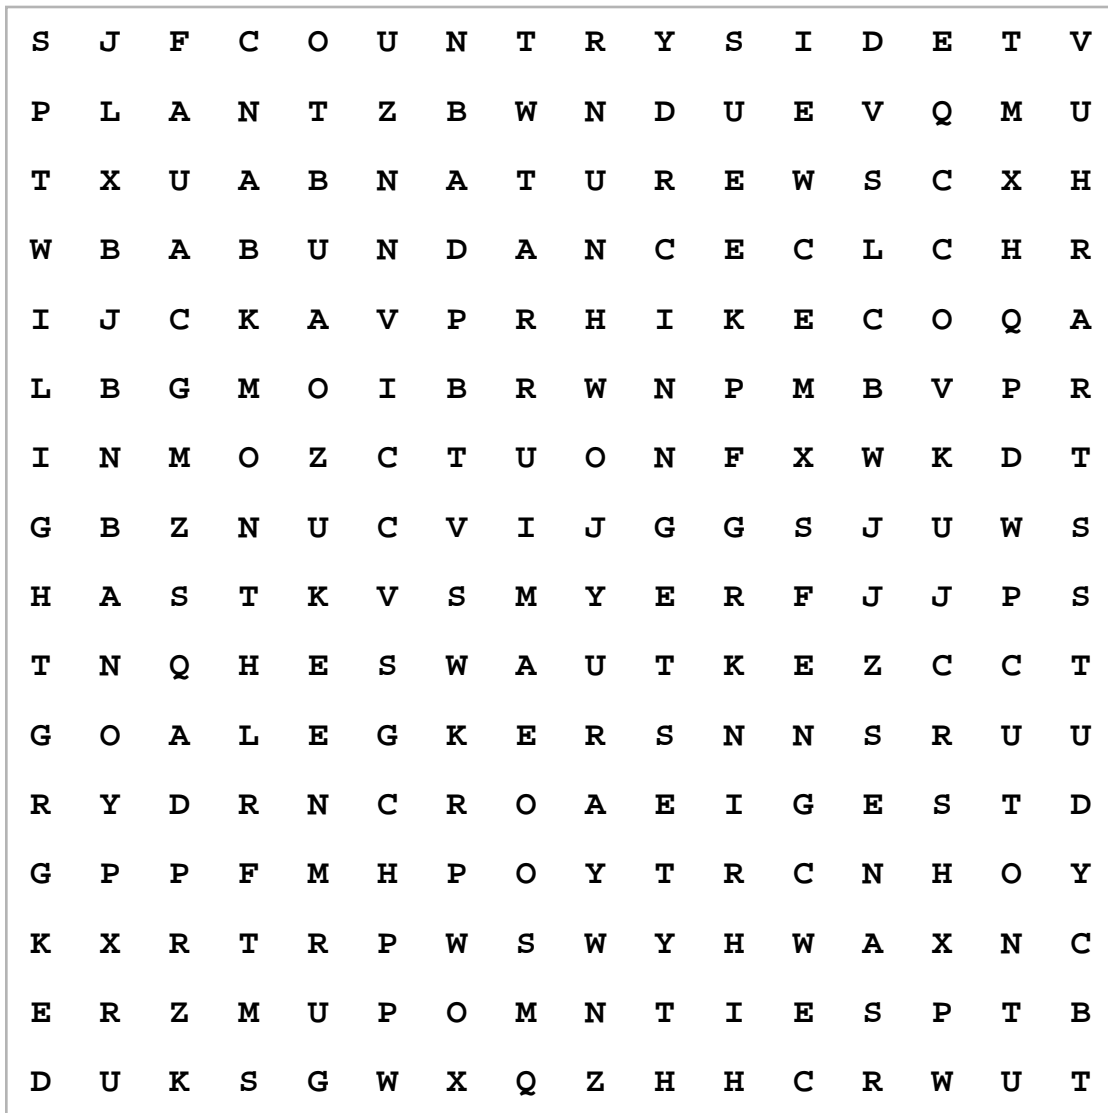 S J F C O U N T R Y S I D E T V
P L A N T Z B W N D U E V Q M U
T X U A B N A T U R E W S C X H
W B A B U N D A N C E C L C H R
I J C K A V P R H I K E C O Q A
L B G M O I B R W N P M B V P R
I N M O Z C T U O N F X W K D T
G B Z N U C V I J G G S J U W S
H A S T K V S M Y E R F J J P S
T N Q H E S W A U T K E Z C C T
G O A L E G K E R S N N S R U U
R Y D R N C R O A E I G E S T D
G P P F M H P O Y T R C N H O Y
K X R T R P W S W Y H W A X N C
E R Z M U P O M N T I E S P T B
D U K S G W X Q Z H H C R W U T